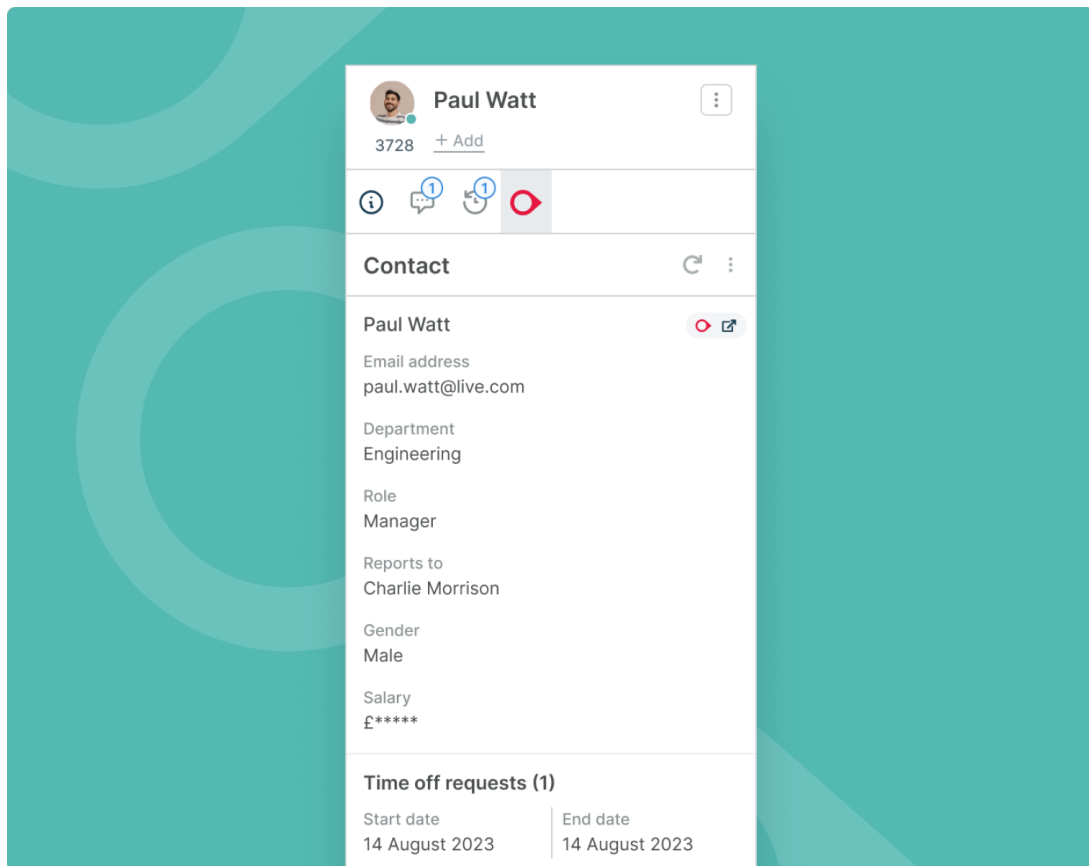 Paul Watt
3728 + Add
1 1
Contact
Paul Watt
Email address
paul.watt@live.com
Department
Engineering
Role
Manager
Reports to
Charlie Morrison
Gender
Male
Salary
£*****
Time off requests (1)
Start date End date
14 August 2023 14 August 2023